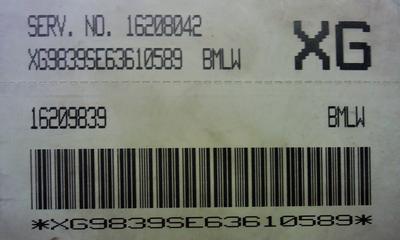 SERV. NO. 16208042
XG
XG9839SE63610589 BMLW
16209839 BMLW
*XG9839SE63610589*